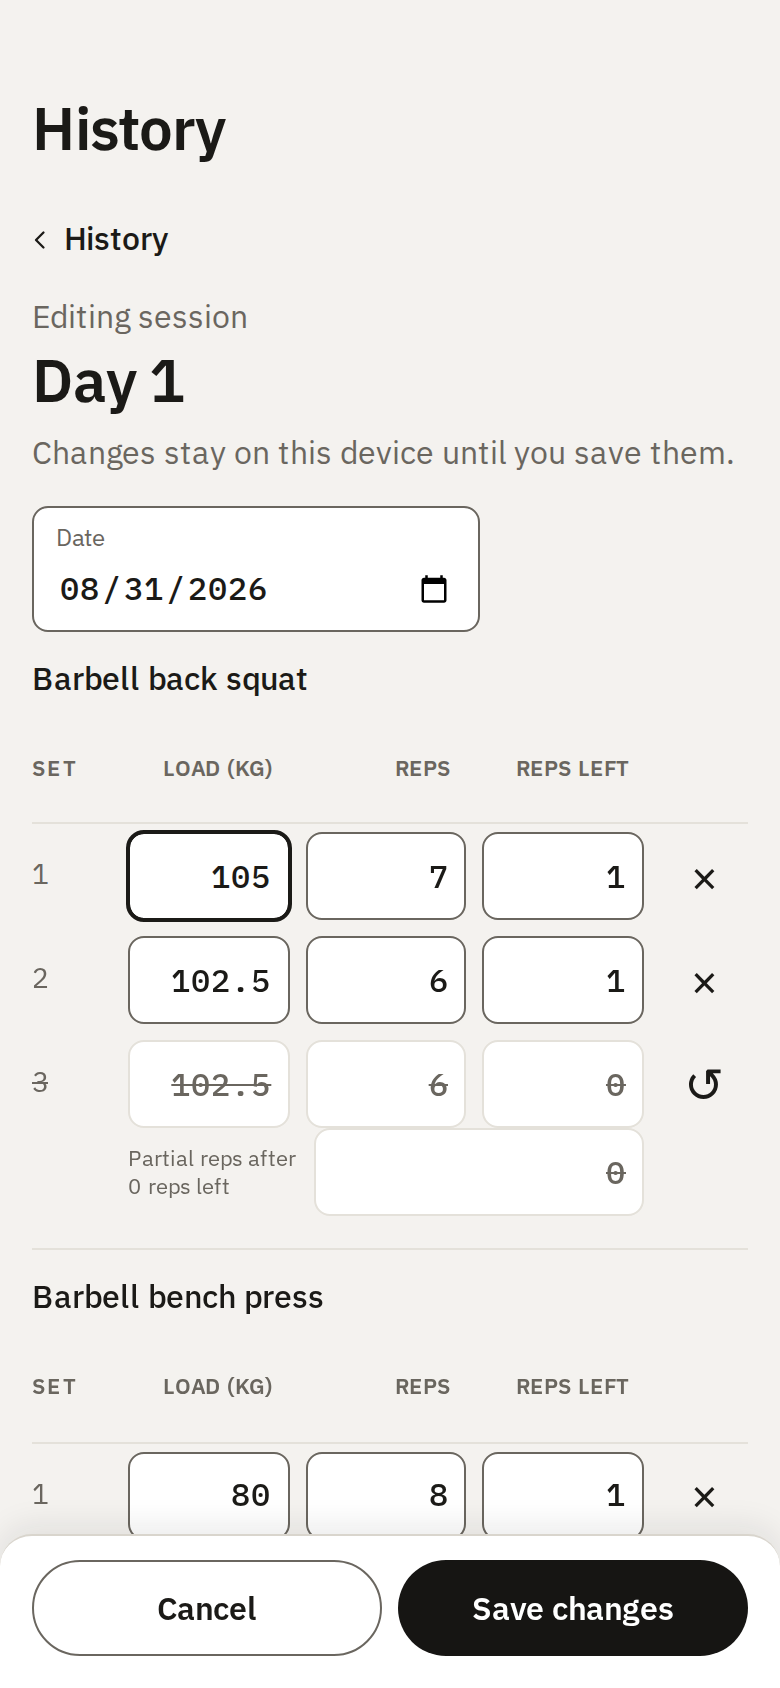 History
History
Editing session
Day 1
Changes stay on this device until you save them.
Date
08/31/2026
Barbell back squat
SET LOAD (KG) REPS REPS LEFT
1 105 7 1 ×
2 102.5 6 1 ×
3 102.5 6 0 ↺
Partial reps after
0 reps left
0
Barbell bench press
SET LOAD (KG) REPS REPS LEFT
1 80 8 1 ×
Cancel Save changes